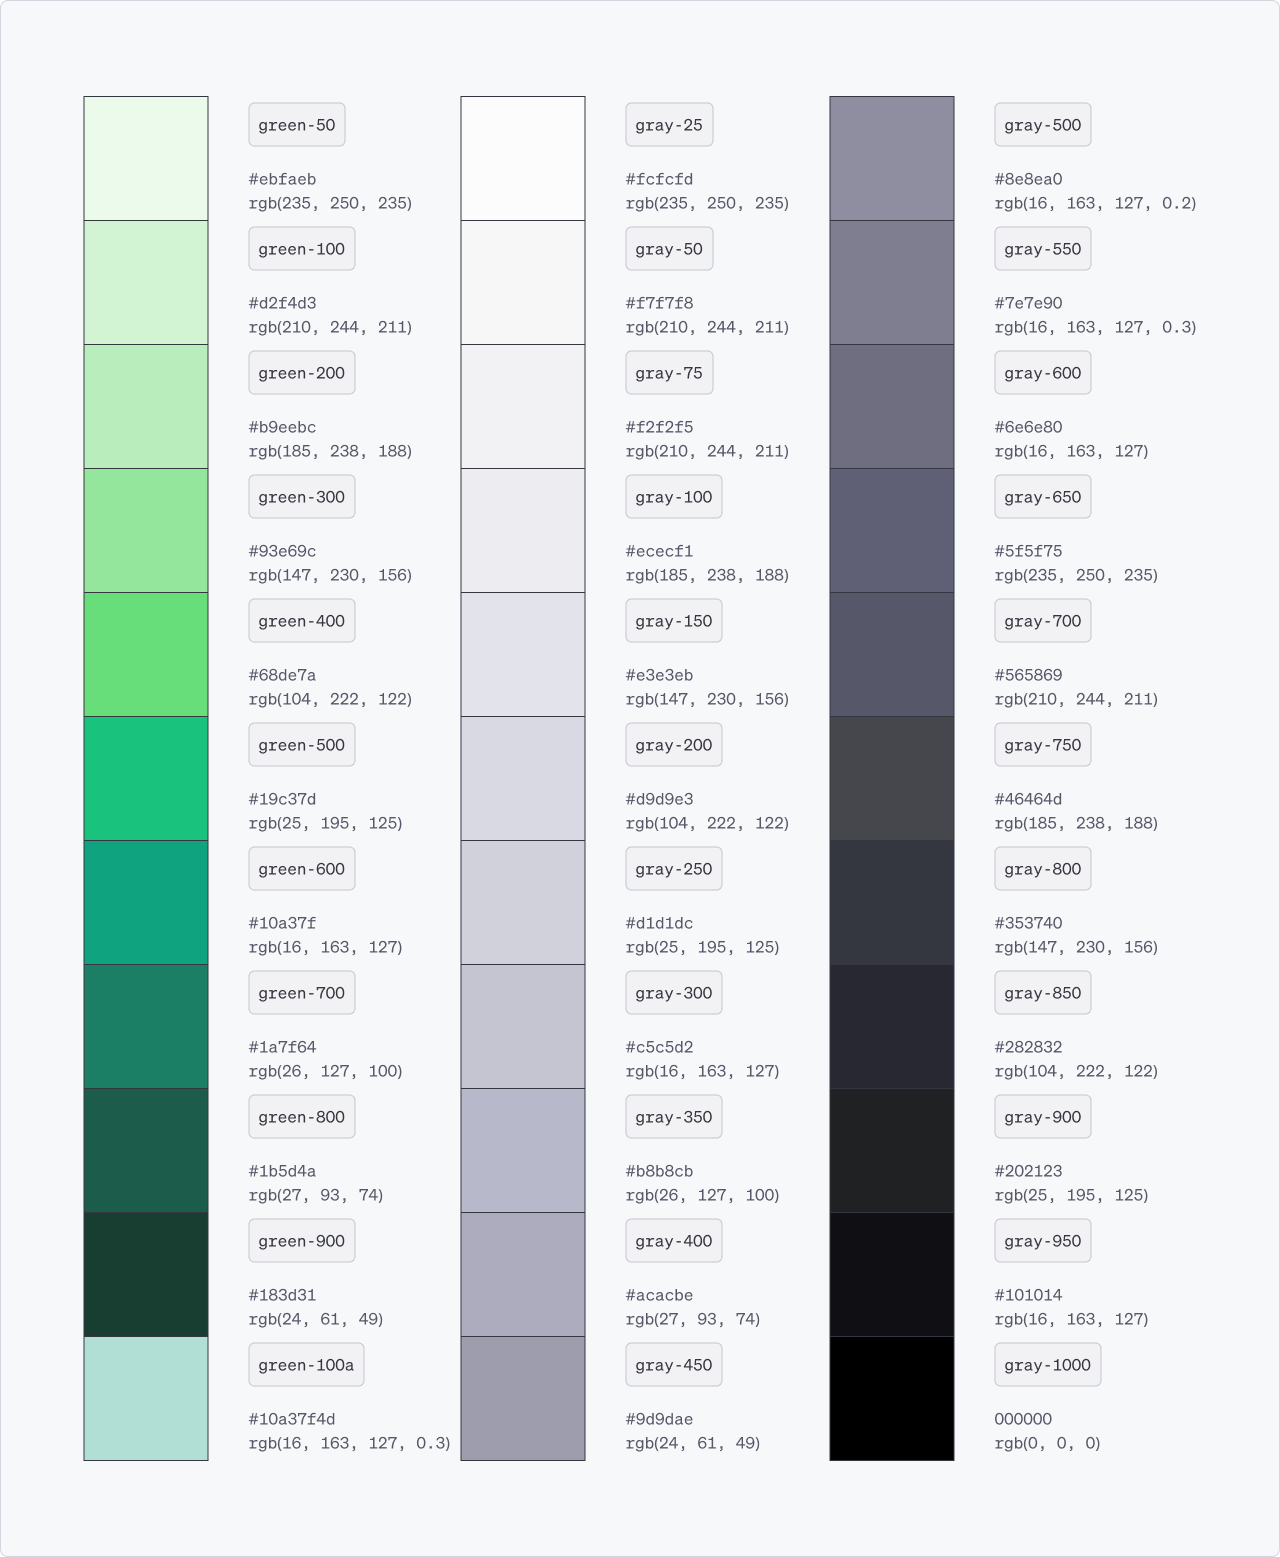 green-50
#ebfaeb
rgb(235, 250, 235)
green-100
#d2f4d3
rgb(210, 244, 211)
green-200
#b9eebc
rgb(185, 238, 188)
green-300
#93e69c
rgb(147, 230, 156)
green-400
#68de7a
rgb(104, 222, 122)
green-500
#19c37d
rgb(25, 195, 125)
green-600
#10a37f
rgb(16, 163, 127)
green-700
#1a7f64
rgb(26, 127, 100)
green-800
#1b5d4a
rgb(27, 93, 74)
green-900
#183d31
rgb(24, 61, 49)
green-100a
#10a37f4d
rgb(16, 163, 127, 0.3)
gray-25
#fcfcfd
rgb(235, 250, 235)
gray-50
#f7f7f8
rgb(210, 244, 211)
gray-75
#f2f2f5
rgb(210, 244, 211)
gray-100
#ececf1
rgb(185, 238, 188)
gray-150
#e3e3eb
rgb(147, 230, 156)
gray-200
#d9d9e3
rgb(104, 222, 122)
gray-250
#d1d1dc
rgb(25, 195, 125)
gray-300
#c5c5d2
rgb(16, 163, 127)
gray-350
#b8b8cb
rgb(26, 127, 100)
gray-400
#acacbe
rgb(27, 93, 74)
gray-450
#9d9dae
rgb(24, 61, 49)
gray-500
#8e8ea0
rgb(16, 163, 127, 0.2)
gray-550
#7e7e90
rgb(16, 163, 127, 0.3)
gray-600
#6e6e80
rgb(16, 163, 127)
gray-650
#5f5f75
rgb(235, 250, 235)
gray-700
#565869
rgb(210, 244, 211)
gray-750
#46464d
rgb(185, 238, 188)
gray-800
#353740
rgb(147, 230, 156)
gray-850
#282832
rgb(104, 222, 122)
gray-900
#202123
rgb(25, 195, 125)
gray-950
#101014
rgb(16, 163, 127)
gray-1000
000000
rgb(0, 0, 0)